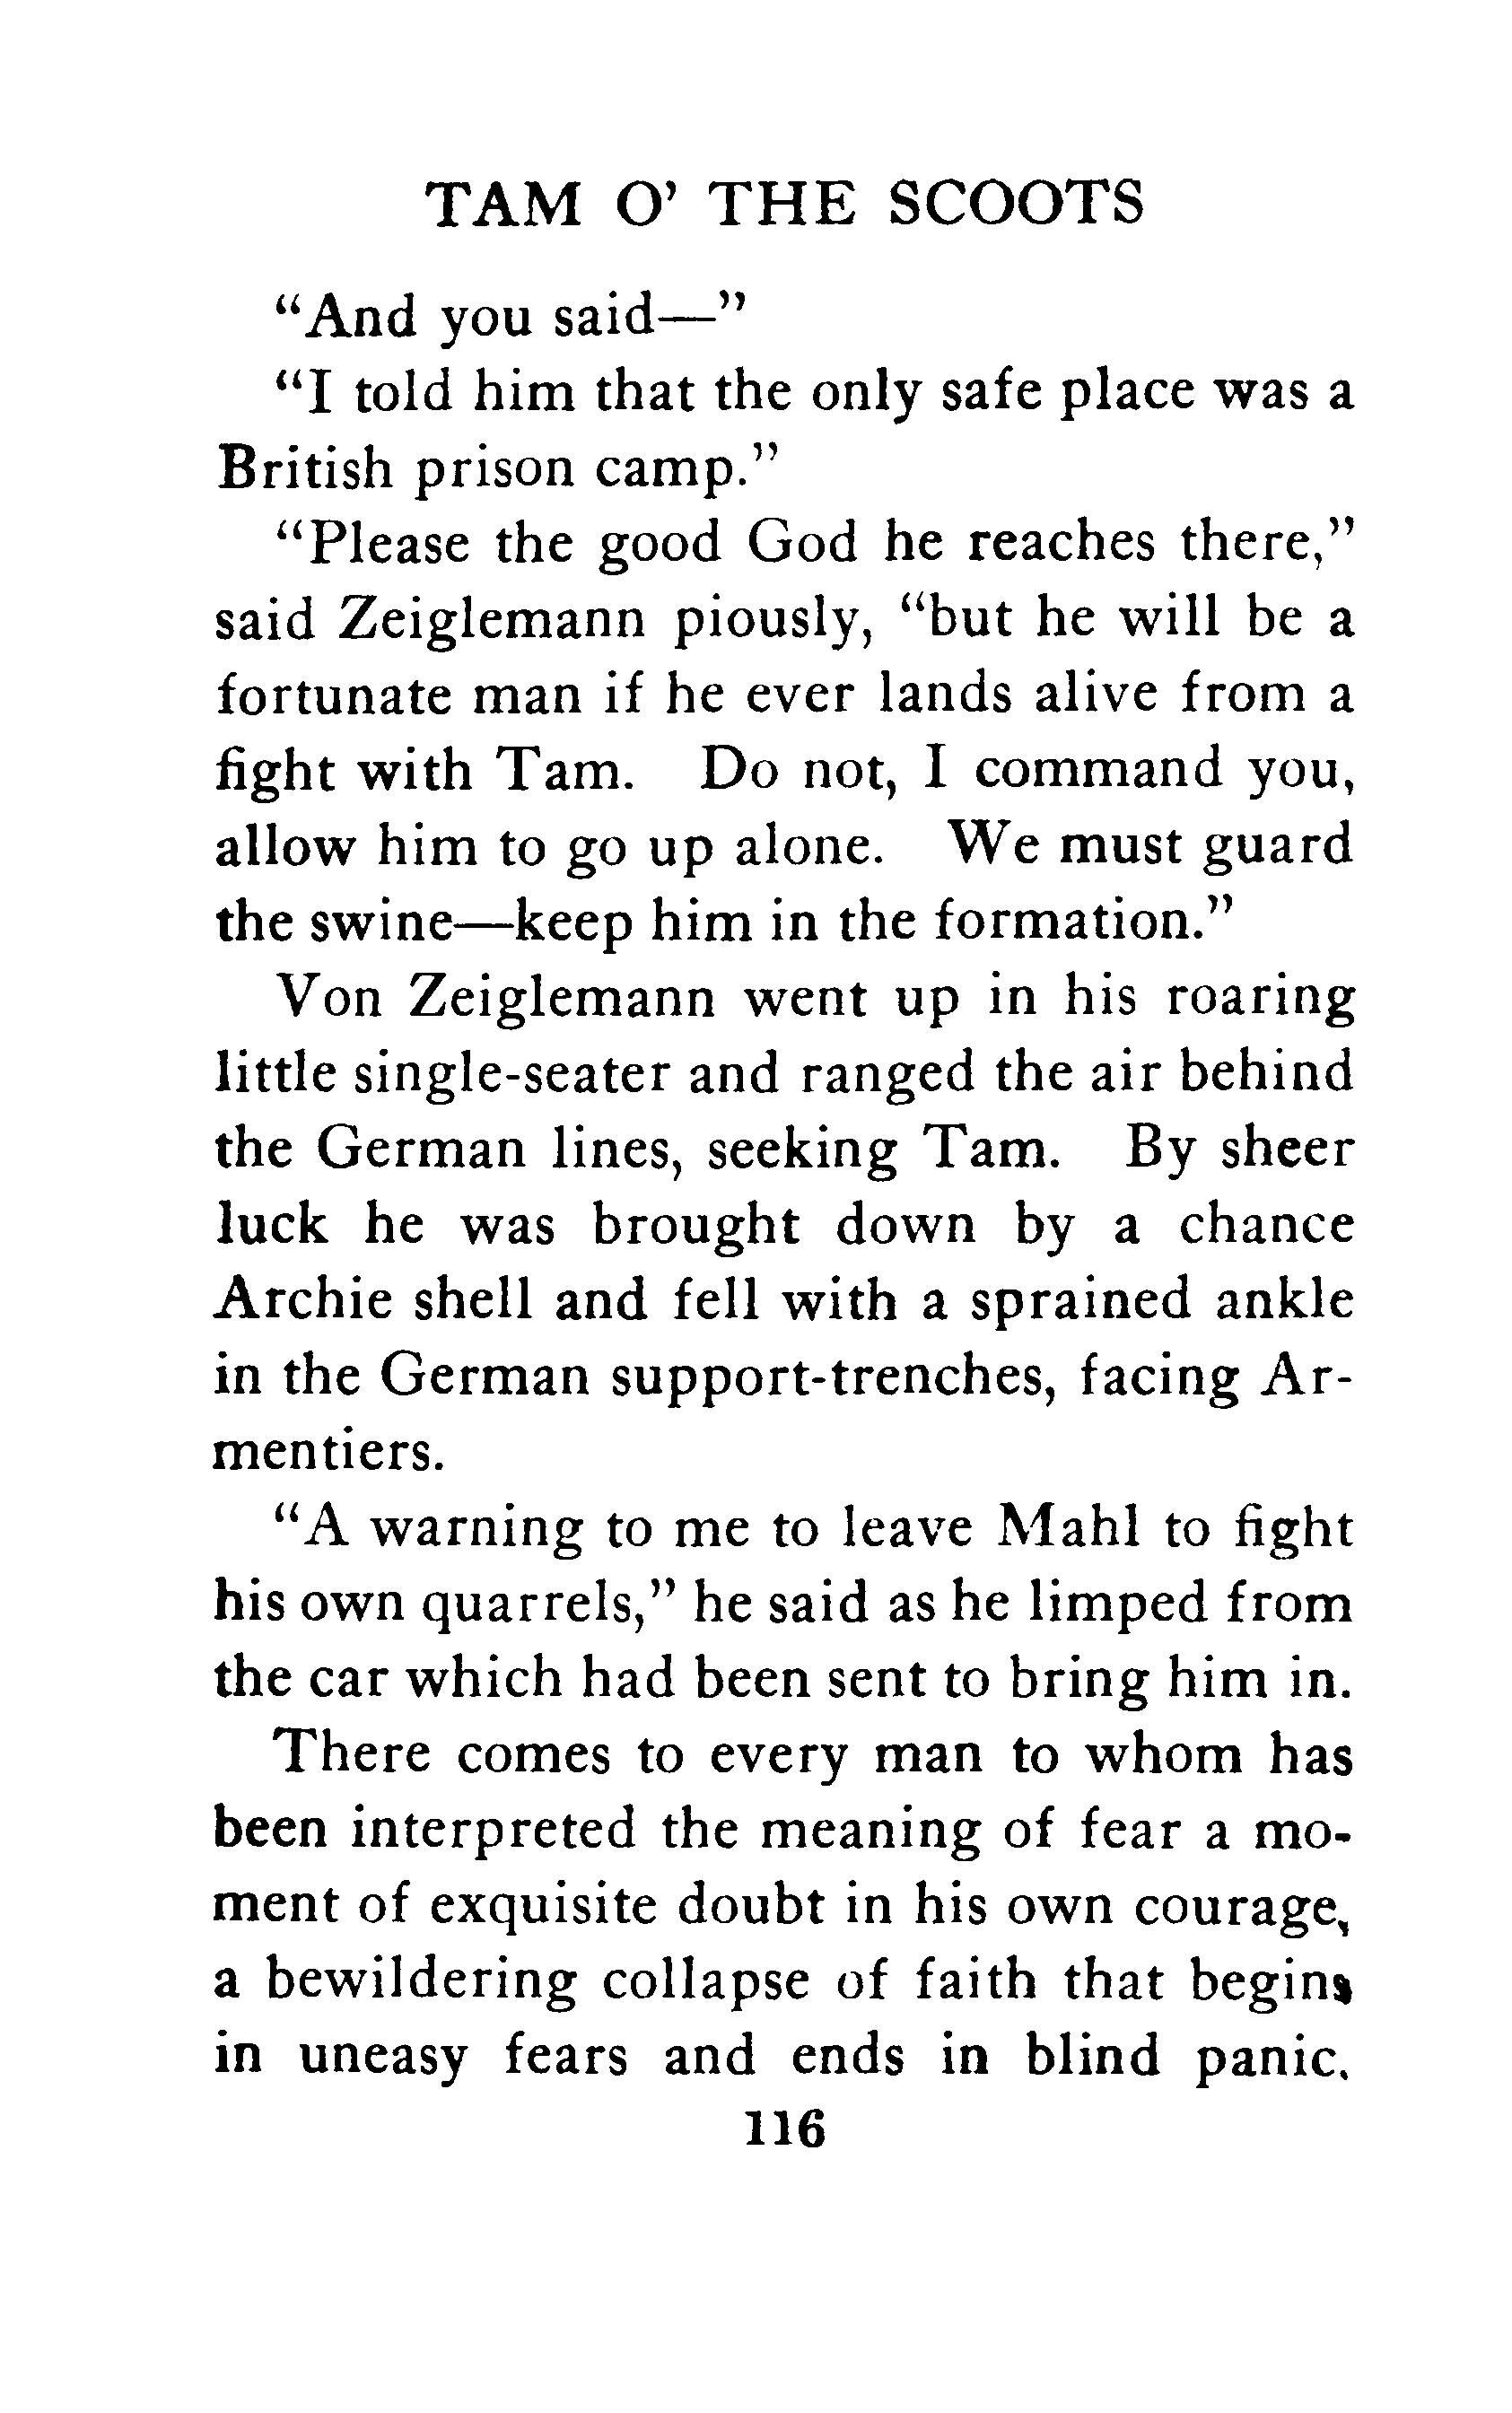 TAM O' THE SCOOTS
"And you said—"
"I told him that the only safe place was a
British prison camp."
"Please the good God he reaches there,"
said Zeiglemann piously, "but he will be a
fortunate man if he ever lands alive from a
fight with Tam. Do not, I command you,
allow him to go up alone. We must guard
the swine—keep him in the formation."
Von Zeiglemann went up in his roaring
little single-seater and ranged the air behind
the German lines, seeking Tam. By sheer
luck he was brought down by a chance
Archie shell and fell with a sprained ankle
in the German support-trenches, facing Ar-
mentiers.
"A warning to me to leave Mahl to fight
his own quarrels," he said as he limped from
the car which had been sent to bring him in.
There comes to every man to whom has
been interpreted the meaning of fear a mo-
ment of exquisite doubt in his own courage,
a bewildering collapse of faith that begins
in uneasy fears and ends in blind panic.
116